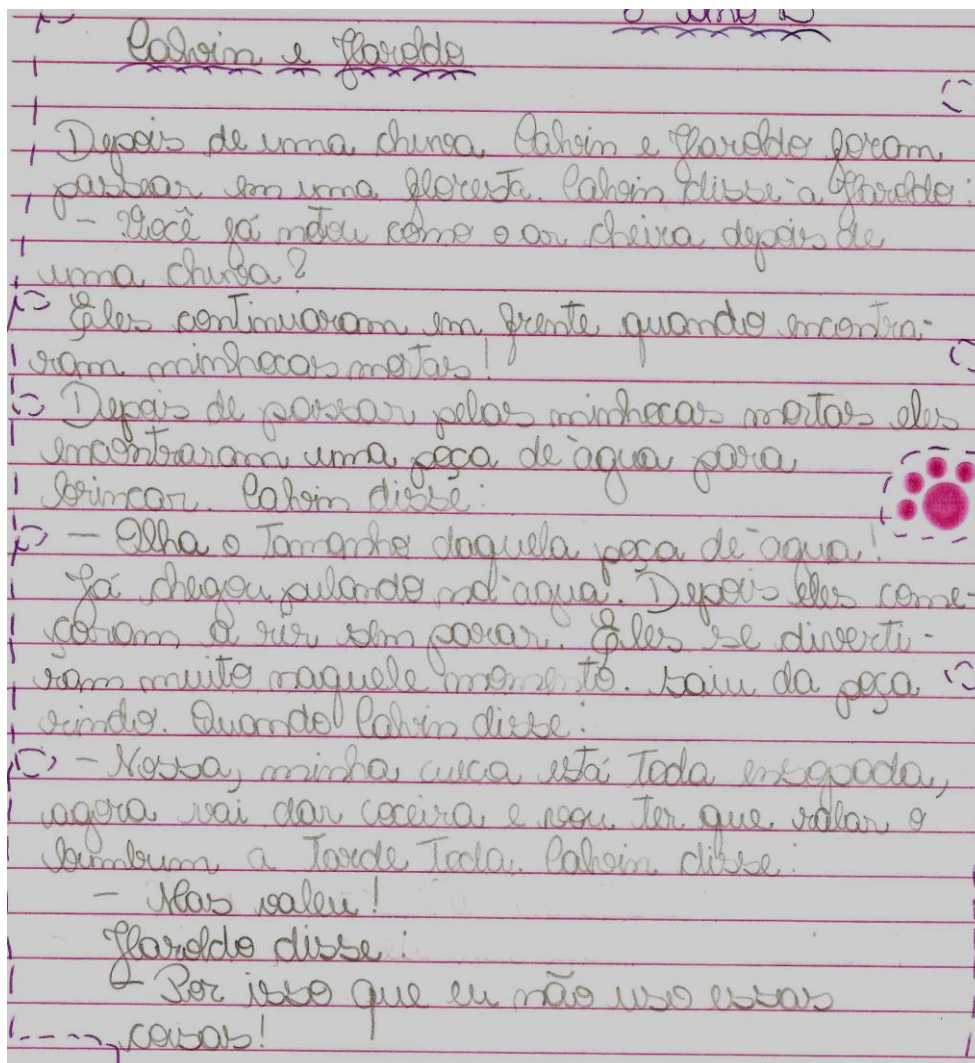 Calvin e Haroldo
Depois de uma chuva Calvin e Haroldo foram
passear em uma floresta. Calvin disse a Haroldo:
- Você já notou como o ar cheira depois de
uma chuva?
Eles continuaram em frente quando encontra-
ram minhocas mortas!
Depois de passar pelas minhocas mortas eles
encontraram uma poça de água para
brincar. Calvin disse:
- Olha o tamanho daquela poça de água!
Já chegou pulando na água. Depois eles come-
çaram a rir sem parar. Eles se diverti-
ram muito naquele momento. saiu da poça
rindo. Quando Calvin disse:
- Nossa, minha cueca está toda ensopada,
agora vai dar coceira e vou ter que ralar o
bumbum a tarde toda. Calvin disse:
- Mas valeu!
Haroldo disse:
- Por isso que eu não uso essas
coisas!